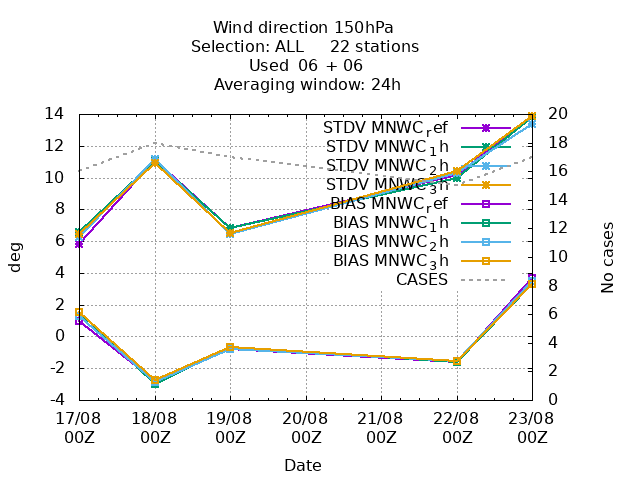 Wind direction 150hPa
Selection: ALL 22 stations
Used 06 + 06
Averaging window: 24h
14 20
12 18
10 16
8 14
6 12
4 10
2 8
0 6
-2 4
-4 2
0
deg
No cases
STDV MNWC_ref
STDV MNWC_1h
STDV MNWC_2h
STDV MNWC_3h
BIAS MNWC_ref
BIAS MNWC_1h
BIAS MNWC_2h
BIAS MNWC_3h
CASES
17/08 18/08 19/08 20/08 21/08 22/08 23/08
00Z 00Z 00Z 00Z 00Z 00Z 00Z
Date